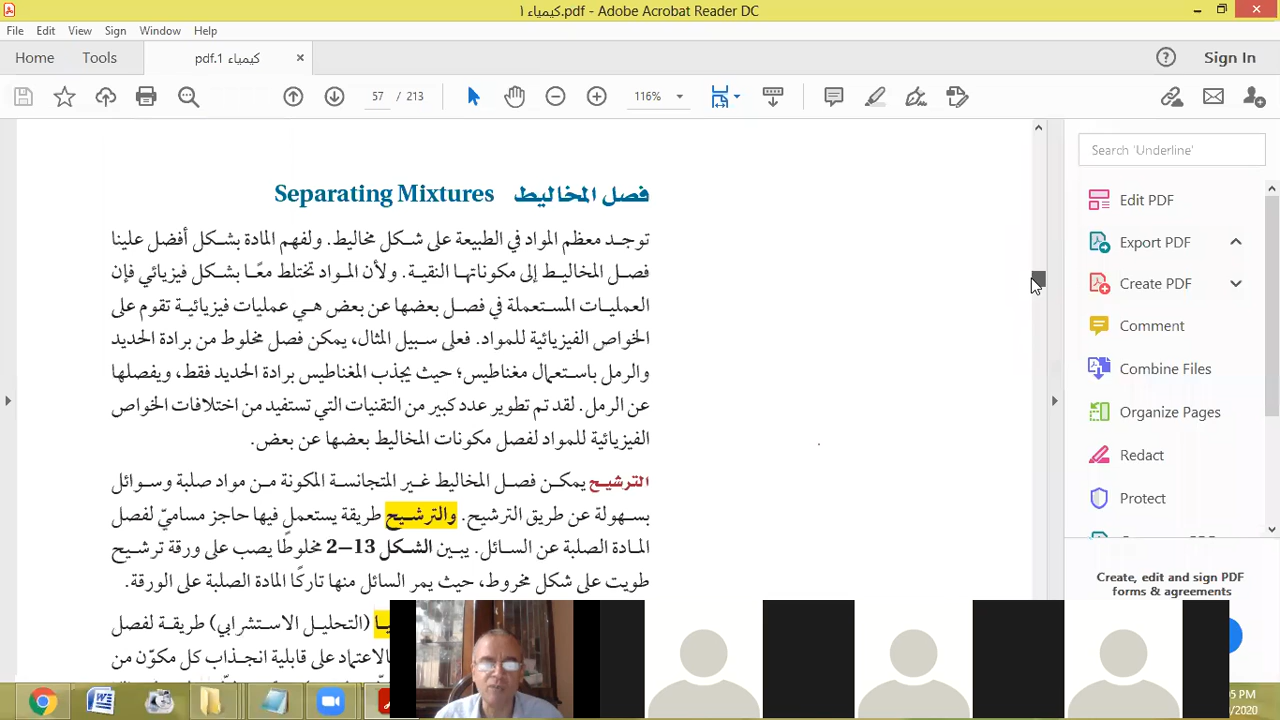 كيمياء ١.pdf - Adobe Acrobat Reader DC
File Edit View Sign Window Help
Home Tools كيمياء 1.pdf × Sign In
57 / 213 116%
Search 'Underline'
Edit PDF
Export PDF
Create PDF
Comment
Combine Files
Organize Pages
Redact
Protect
Create, edit and sign PDF
forms & agreements
فصل المخاليط Separating Mixtures
توجد معظم المواد في الطبيعة على شكل مخاليط. ولفهم المادة بشكل أفضل علينا
فصل المخاليط إلى مكوناتها النقية. ولأن المواد تختلط معًا بشكل فيزيائي فإن
العمليات المستعملة في فصل بعضها عن بعض هي عمليات فيزيائية تقوم على
الخواص الفيزيائية للمواد. فعلى سبيل المثال، يمكن فصل مخلوط من برادة الحديد
والرمل باستعمال مغناطيس؛ حيث يجذب المغناطيس برادة الحديد فقط، ويفصلها
عن الرمل. لقد تم تطوير عدد كبير من التقنيات التي تستفيد من اختلافات الخواص
الفيزيائية للمواد لفصل مكونات المخاليط بعضها عن بعض.
الترشيح يمكن فصل المخاليط غير المتجانسة المكونة من مواد صلبة وسوائل
بسهولة عن طريق الترشيح. والترشيح طريقة يستعمل فيها حاجز مساميّ لفصل
المادة الصلبة عن السائل. يبين الشكل 13–2 مخلوطًا يصب على ورقة ترشيح
طويت على شكل مخروط، حيث يمر السائل منها تاركًا المادة الصلبة على الورقة.
(التحليل الاستشرابي) طريقة لفصل
الاعتماد على قابلية انجذاب كل مكوّن من
PM
2020